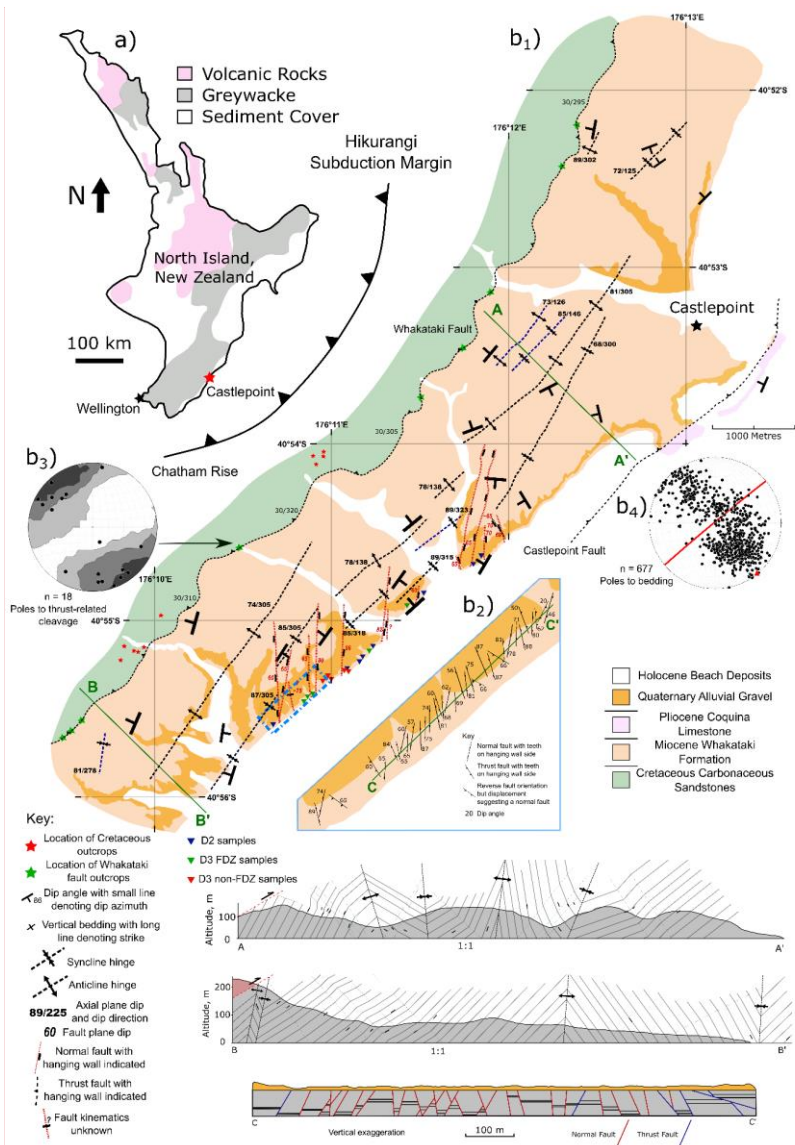 a)
Volcanic Rocks
Greywacke
Sediment Cover
N
Hikurangi
Subduction Margin
North Island,
New Zealand
100 km
Castlepoint
Wellington
Chatham Rise
b1)
176°13'E
40°52'S
176°12'E
30/295
89/302
72/125
40°53'S
81/305
73/126
85/146
68/300
A
Castlepoint
Whakataki Fault
1000 Metres
176°11'E
30/305
40°54'S
A'
b3)
n = 18
Poles to thrust-related
cleavage
30/320
78/138
89/323
b4)
n = 677
Poles to bedding
Castlepoint Fault
176°10'E
30/310
78/138
89/315
40°55'S
74/305
85/305
88/318
87/305
b2)
C'
C
Key
Normal fault with teeth
on hanging wall side
Thrust fault with teeth
on hanging wall side
Reverse fault orientation
but displacement
suggesting a normal fault
20 Dip angle
Holocene Beach Deposits
Quaternary Alluvial Gravel
Pliocene Coquina
Limestone
Miocene Whakataki
Formation
Cretaceous Carbonaceous
Sandstones
B
81/275
B'
40°56'S
Key:
Location of Cretaceous
outcrops
Location of Whakataki
fault outcrops
Dip angle with small line
denoting dip azimuth
86
Vertical bedding with long
line denoting strike
Syncline hinge
Anticline hinge
89/225
Axial plane dip
and dip direction
60
Fault plane dip
Normal fault with
hanging wall indicated
Thrust fault with
hanging wall indicated
Fault kinematics
unknown
?
D2 samples
D3 FDZ samples
D3 non-FDZ samples
Altitude, m
100
0
A
1:1
A'
Altitude, m
200
100
0
B
1:1
B'
C
C'
Vertical exaggeration
100 m
Normal Fault
Thrust Fault